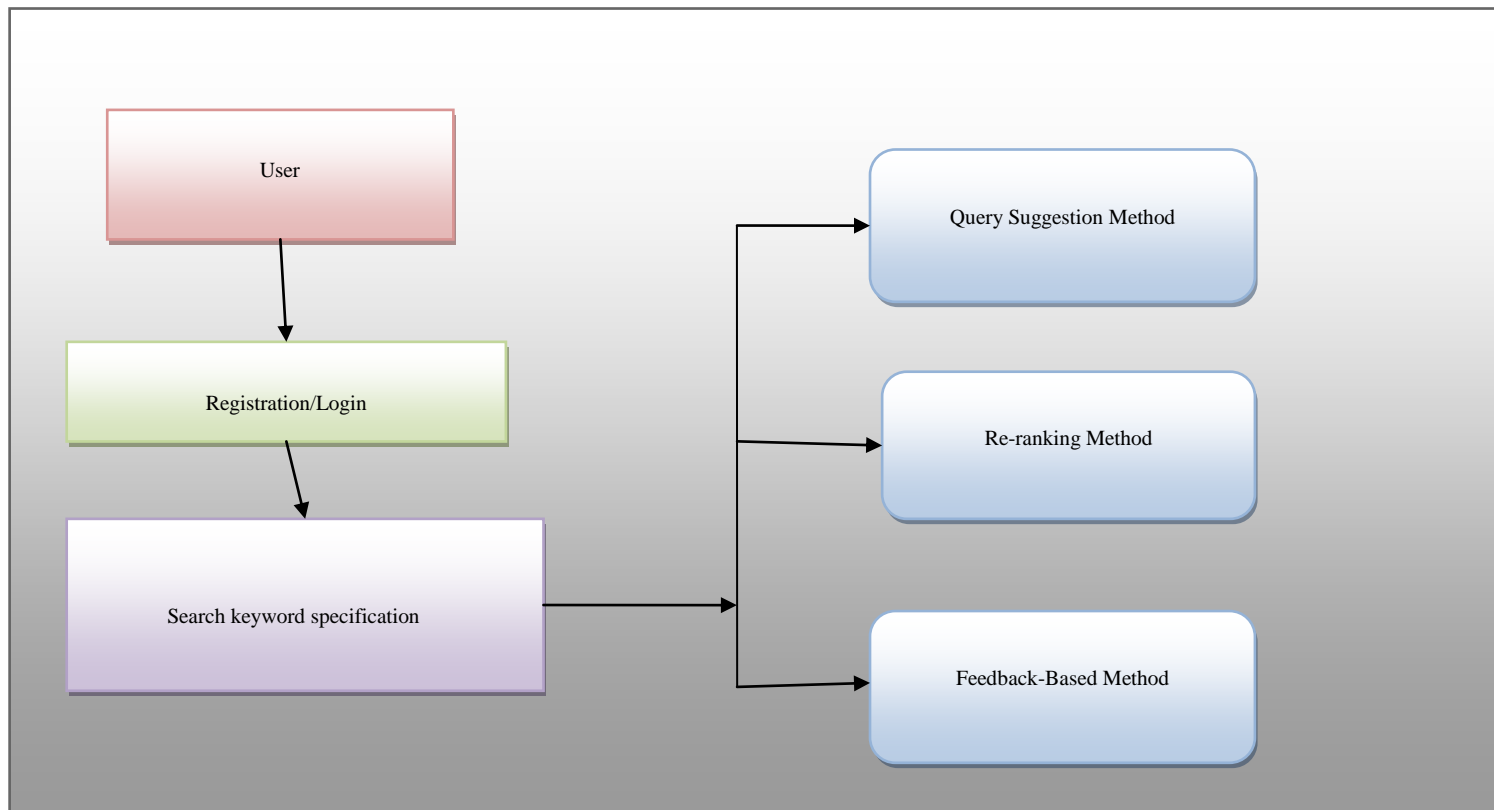 User
Registration/Login
Search keyword specification
Query Suggestion Method
Re-ranking Method
Feedback-Based Method